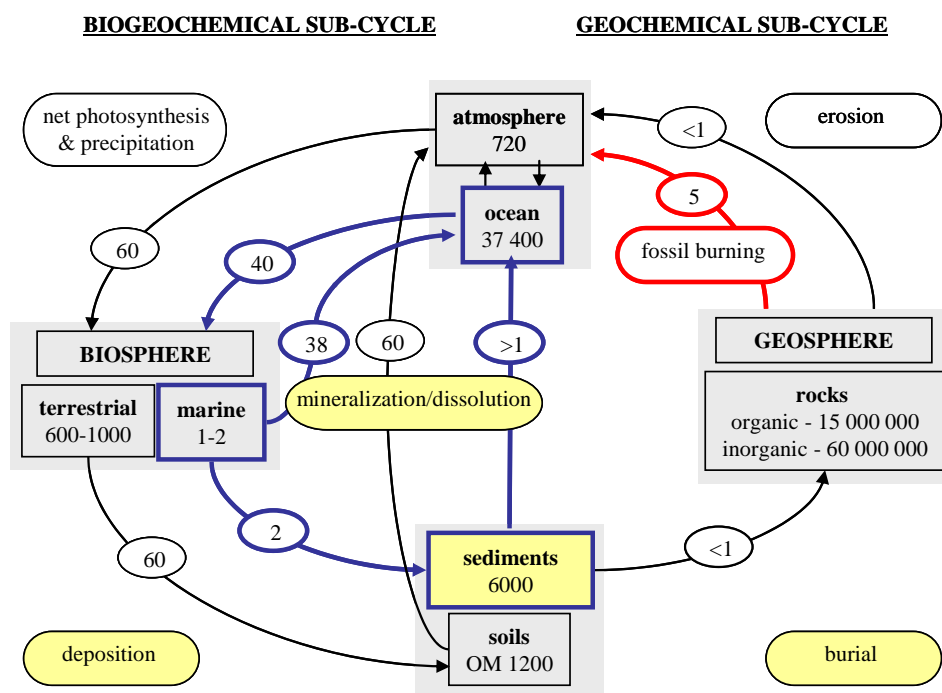 BIOGEOCHEMICAL SUB-CYCLE
GEOCHEMICAL SUB-CYCLE
net photosynthesis
& precipitation
atmosphere
720
<1
erosion
5
ocean
37 400
fossil burning
60
40
38
60
>1
BIOSPHERE
GEOSPHERE
terrestrial
600-1000
marine
1-2
mineralization/dissolution
rocks
organic - 15 000 000
inorganic - 60 000 000
2
60
sediments
6000
<1
soils
OM 1200
deposition
burial